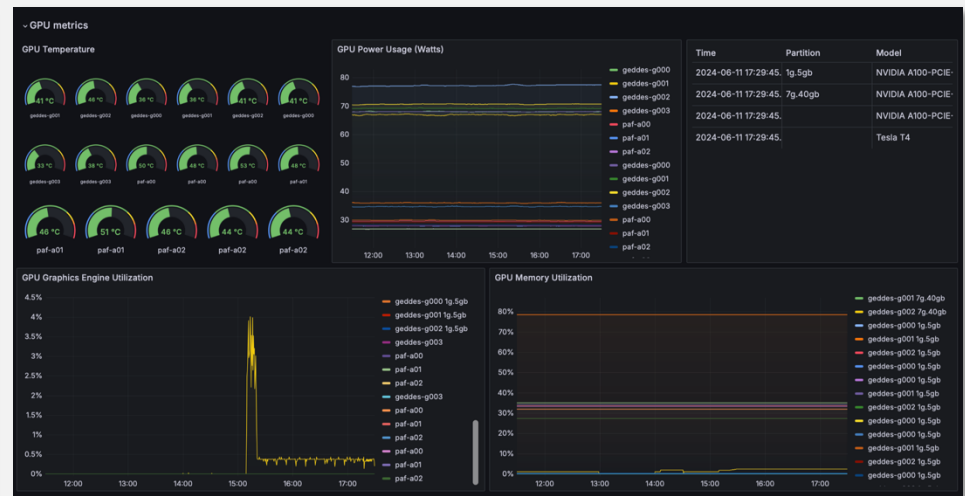 GPU metrics
GPU Temperature
41 °C
48 °C
36 °C
36 °C
41 °C
41 °C
geddes-g001
geddes-g002
geddes-g000
geddes-g001
geddes-g002
geddes-g000
33 °C
38 °C
50 °C
48 °C
53 °C
48 °C
geddes-g003
geddes-g003
paf-a00
paf-a00
paf-a00
paf-a01
46 °C
51 °C
46 °C
44 °C
44 °C
paf-a01
paf-a01
paf-a02
paf-a02
paf-a02
GPU Power Usage (Watts)
80
70
60
50
40
30
12:00 13:00 14:00 15:00 16:00 17:00
geddes-g000
geddes-g001
geddes-g002
geddes-g003
paf-a00
paf-a01
paf-a02
geddes-g000
geddes-g001
geddes-g002
geddes-g003
paf-a00
paf-a01
paf-a02
Time Partition Model
2024-06-11 17:29:45. 1g.5gb NVIDIA A100-PCIE-
2024-06-11 17:29:45. 7g.40gb NVIDIA A100-PCIE-
2024-06-11 17:29:45. NVIDIA A100-PCIE-
2024-06-11 17:29:45. Tesla T4
GPU Graphics Engine Utilization
4.5%
4%
3.5%
3%
2.5%
2%
1.5%
1%
0.5%
0%
12:00 13:00 14:00 15:00 16:00 17:00
geddes-g000 1g.5gb
geddes-g001 1g.5gb
geddes-g002 1g.5gb
geddes-g003
paf-a00
paf-a01
paf-a02
geddes-g003
paf-a00
paf-a01
paf-a02
paf-a00
paf-a01
paf-a02
GPU Memory Utilization
80%
70%
60%
50%
40%
30%
20%
10%
0%
12:00 13:00 14:00 15:00 16:00 17:00
geddes-g001 7g.40gb
geddes-g002 7g.40gb
geddes-g000 1g.5gb
geddes-g001 1g.5gb
geddes-g002 1g.5gb
geddes-g000 1g.5gb
geddes-g000 1g.5gb
geddes-g001 1g.5gb
geddes-g002 1g.5gb
geddes-g000 1g.5gb
geddes-g000 1g.5gb
geddes-g001 1g.5gb
geddes-g002 1g.5gb
geddes-g000 1g.5gb